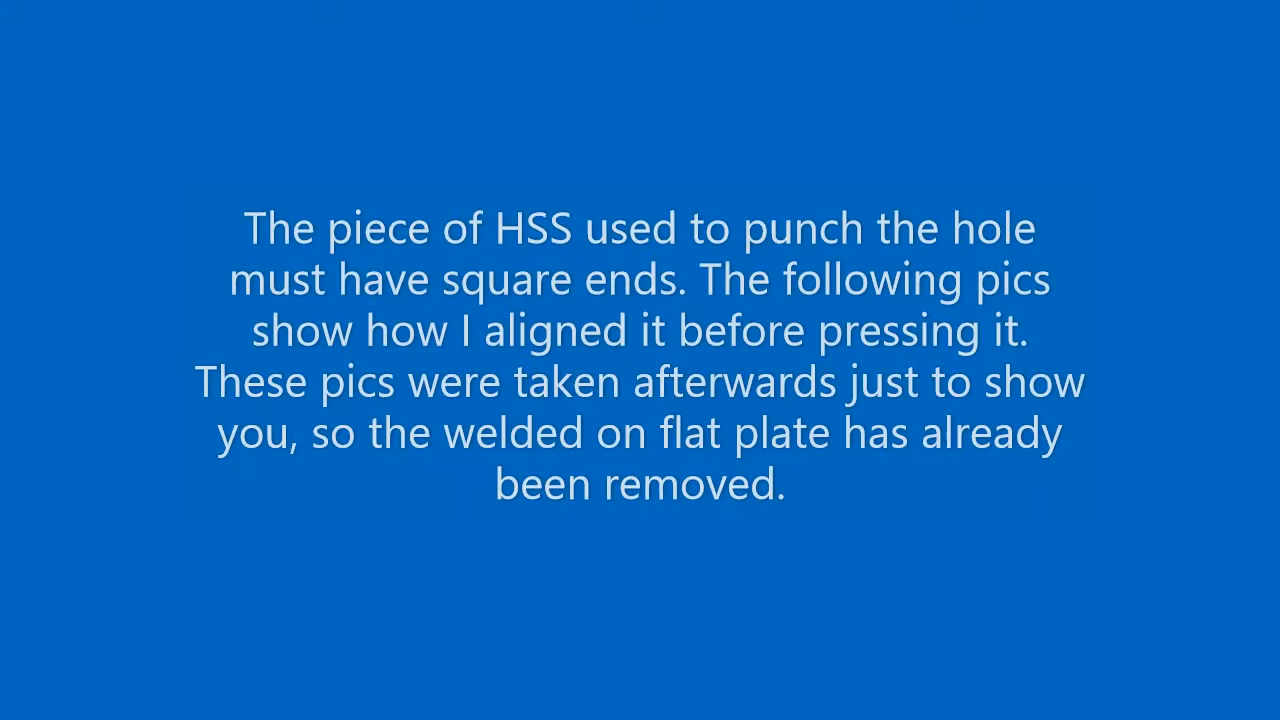 The piece of HSS used to punch the hole
must have square ends. The following pics
show how I aligned it before pressing it.
These pics were taken afterwards just to show
you, so the welded on flat plate has already
been removed.